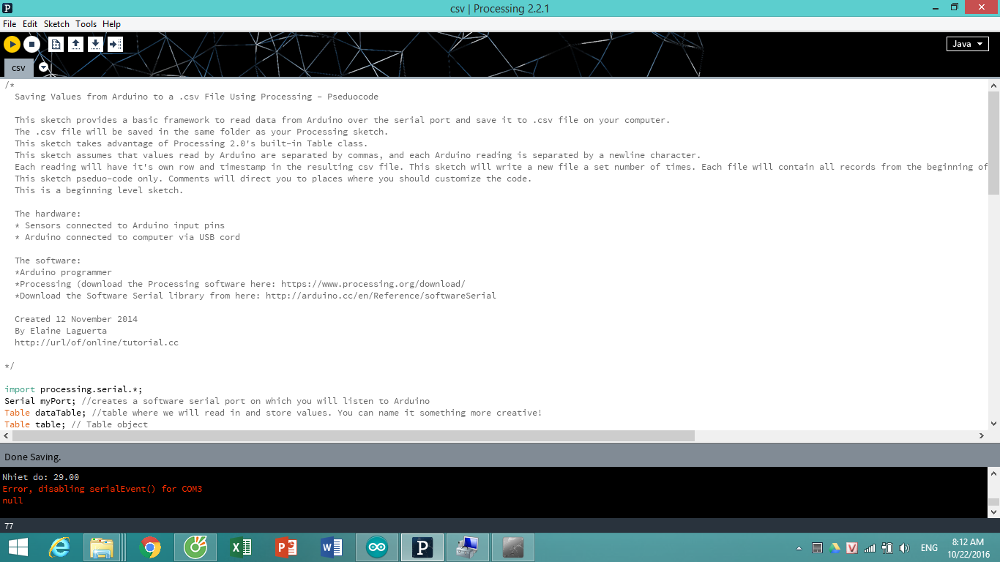 csv | Processing 2.2.1
File Edit Sketch Tools Help
Java
csv
/*
Saving Values from Arduino to a .csv File Using Processing - Pseduocode
This sketch provides a basic framework to read data from Arduino over the serial port and save it to .csv file on your computer.
The .csv file will be saved in the same folder as your Processing sketch.
This sketch takes advantage of Processing 2.0's built-in Table class.
This sketch assumes that values read by Arduino are separated by commas, and each Arduino reading is separated by a newline character.
Each reading will have it's own row and timestamp in the resulting csv file. This sketch will write a new file a set number of times. Each file will contain all records from the beginning of
This sketch pseduo-code only. Comments will direct you to places where you should customize the code.
This is a beginning level sketch.
The hardware:
* Sensors connected to Arduino input pins
* Arduino connected to computer via USB cord
The software:
*Arduino programmer
*Processing (download the Processing software here: https://www.processing.org/download/
*Download the Software Serial library from here: http://arduino.cc/en/Reference/softwareSerial
Created 12 November 2014
By Elaine Laguerta
http://url/of/online/tutorial.cc
*/
import processing.serial.*;
Serial myPort; //creates a software serial port on which you will listen to Arduino
Table dataTable; //table where we will read in and store values. You can name it something more creative!
Table table; // Table object
Done Saving.
Nhiet do: 29.00
Error, disabling serialEvent() for COM3
null
77
ENG
8:12 AM
10/22/2016